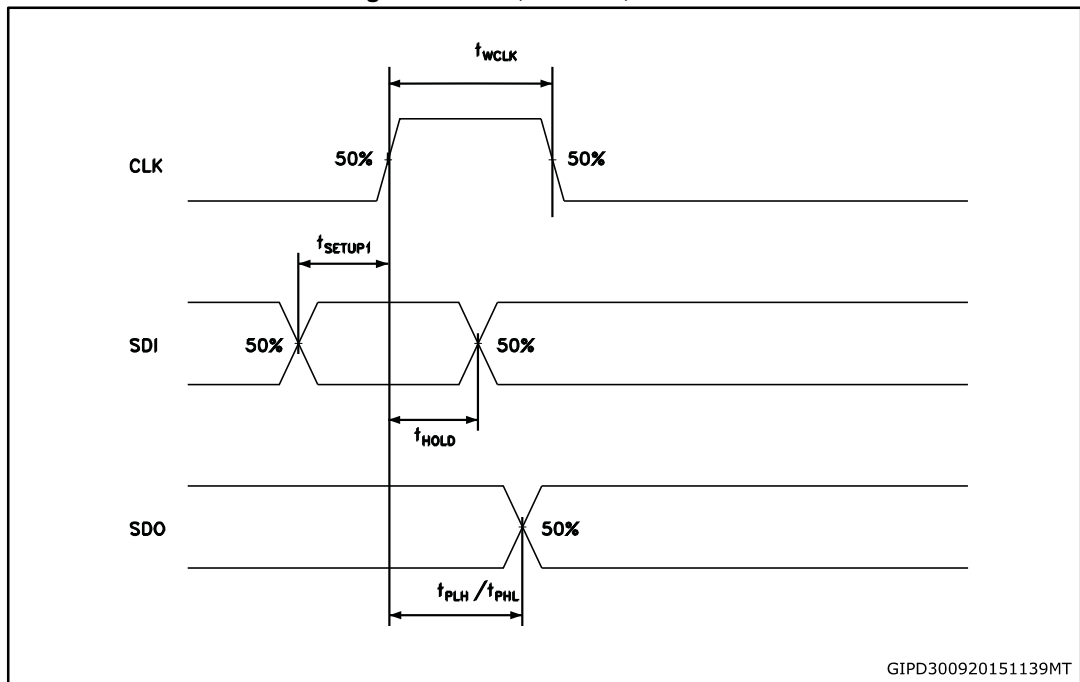 tWCLK
50%
50%
CLK
tSETUP1
50%
50%
SDI
tHOLD
50%
SDO
tPLH /tPHL
GIPD300920151139MT